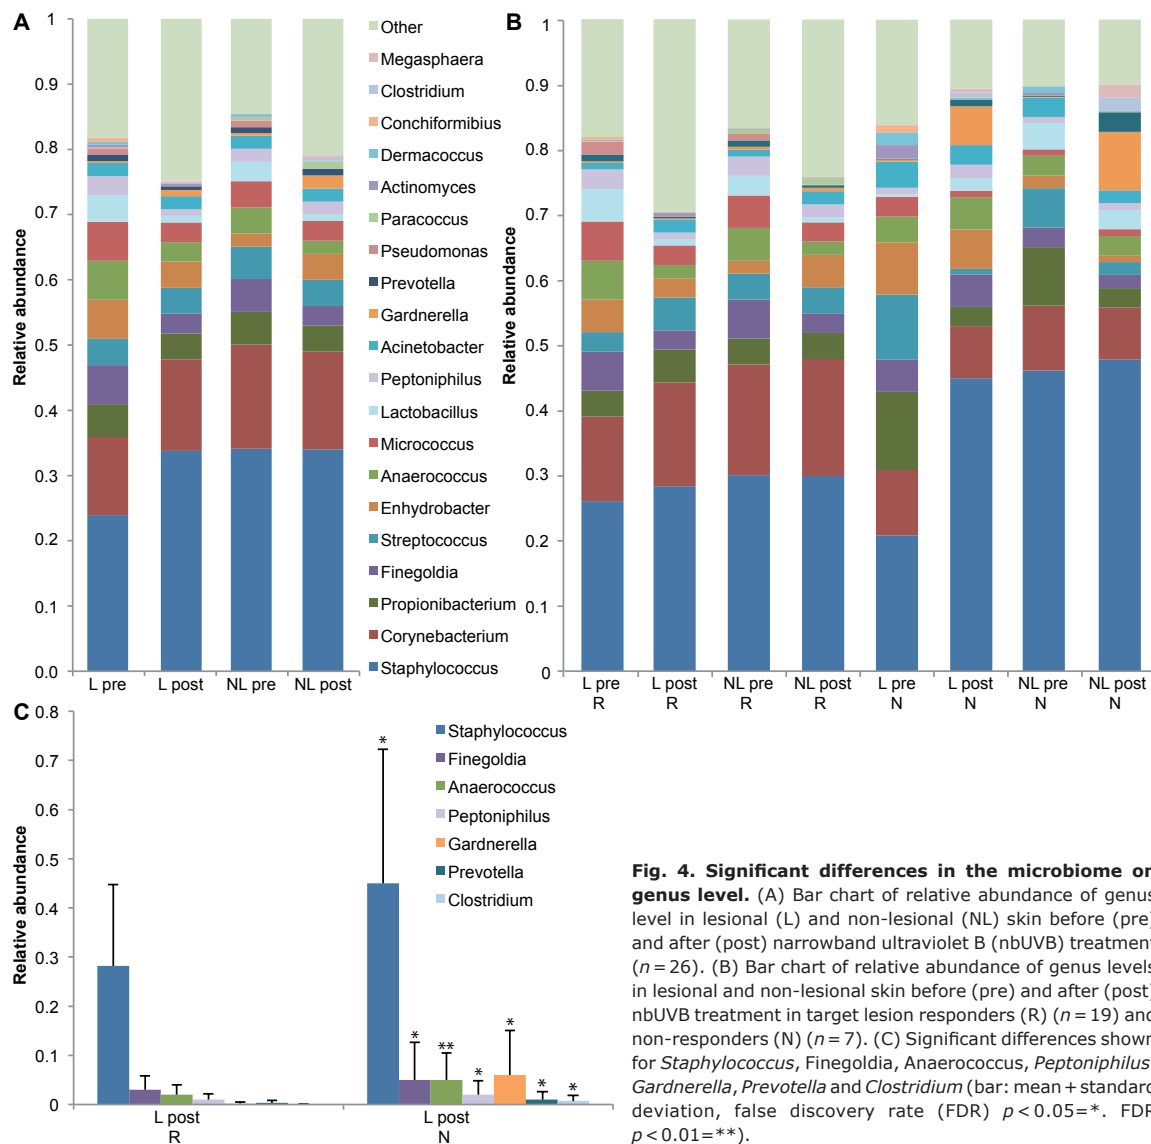 A
Relative abundance
1
0.9
0.8
0.7
0.6
0.5
0.4
0.3
0.2
0.1
0.0
L pre
L post
NL pre
NL post
Other
Megasphaera
Clostridium
Conchiformibius
Dermacoccus
Actinomyces
Paracoccus
Pseudomonas
Prevotella
Gardnerella
Acinetobacter
Peptoniphilus
Lactobacillus
Micrococcus
Anaerococcus
Enhydrobacter
Streptococcus
Finegoldia
Propionibacterium
Corynebacterium
Staphylococcus
B
Relative abundance
1
0.9
0.8
0.7
0.6
0.5
0.4
0.3
0.2
0.1
0
L pre
R
L post
R
NL pre
R
NL post
R
L pre
N
L post
N
NL pre
N
NL post
N
C
Relative abundance
0.8
0.7
0.6
0.5
0.4
0.3
0.2
0.1
0
L post
R
L post
N
*
*
**
*
*
*
*
Staphylococcus
Finegoldia
Anaerococcus
Peptoniphilus
Gardnerella
Prevotella
Clostridium
Fig. 4. Significant differences in the microbiome on
genus level. (A) Bar chart of relative abundance of genus
level in lesional (L) and non-lesional (NL) skin before (pre)
and after (post) narrowband ultraviolet B (nbUVB) treatment
(n = 26). (B) Bar chart of relative abundance of genus levels
in lesional and non-lesional skin before (pre) and after (post)
nbUVB treatment in target lesion responders (R) (n = 19) and
non-responders (N) (n = 7). (C) Significant differences shown
for Staphylococcus, Finegoldia, Anaerococcus, Peptoniphilus
Gardnerella, Prevotella and Clostridium (bar: mean + standard
deviation, false discovery rate (FDR) p < 0.05=*. FDR
p < 0.01=**).